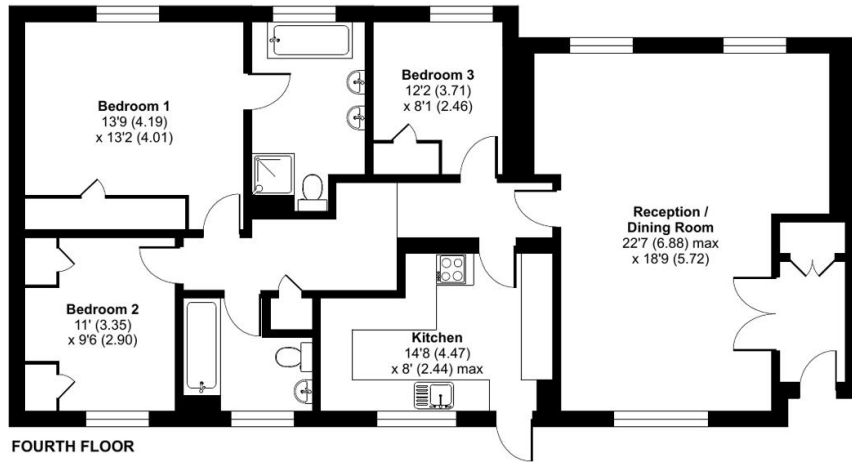 Bedroom 1
13'9 (4.19)
x 13'2 (4.01)
Bedroom 3
12'2 (3.71)
x 8'1 (2.46)
Reception /
Dining Room
22'7 (6.88) max
x 18'9 (5.72)
Bedroom 2
11' (3.35)
x 9'6 (2.90)
Kitchen
14'8 (4.47)
x 8' (2.44) max
FOURTH FLOOR